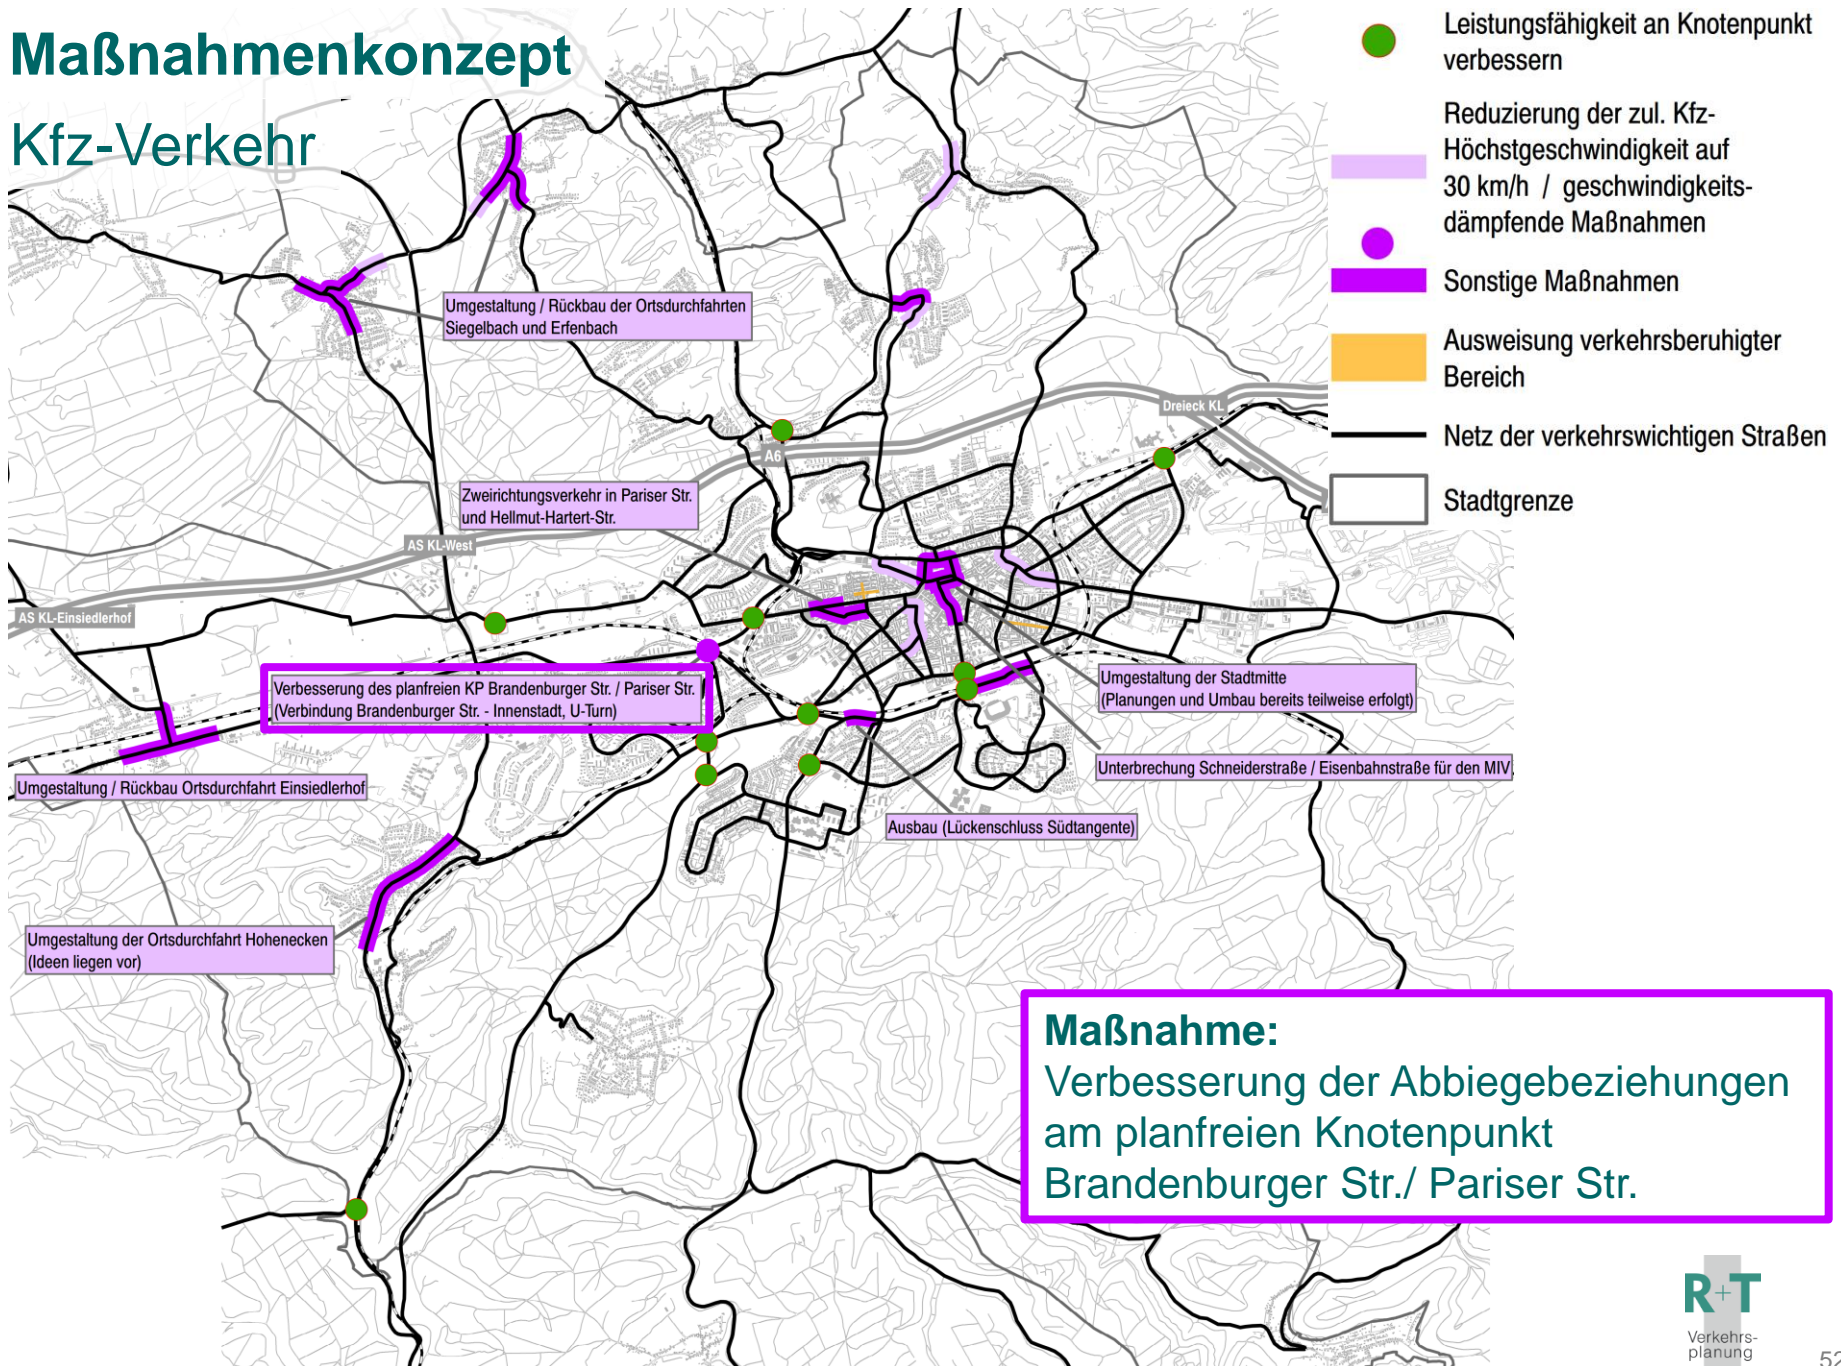 Maßnahmenkonzept
Kfz-Verkehr
Leistungsfähigkeit an Knotenpunkt
verbessern
Reduzierung der zul. Kfz-
Höchstgeschwindigkeit auf
30 km/h / geschwindigkeits-
dämpfende Maßnahmen
Sonstige Maßnahmen
Ausweisung verkehrsberuhigter
Bereich
Netz der verkehrswichtigen Straßen
Stadtgrenze
Umgestaltung / Rückbau der Ortsdurchfahrten
Siegelbach und Erfenbach
Dreieck KL
A6
Zweirichtungsverkehr in Pariser Str.
und Hellmut-Hartert-Str.
AS KL-West
AS KL-Einsiedlerhof
Verbesserung des planfreien KP Brandenburger Str. / Pariser Str.
(Verbindung Brandenburger Str. - Innenstadt, U-Turn)
Umgestaltung der Stadtmitte
(Planungen und Umbau bereits teilweise erfolgt)
Unterbrechung Schneiderstraße / Eisenbahnstraße für den MIV
Umgestaltung / Rückbau Ortsdurchfahrt Einsiedlerhof
Ausbau (Lückenschluss Südtangente)
Umgestaltung der Ortsdurchfahrt Hohenecken
(Ideen liegen vor)
Maßnahme:
Verbesserung der Abbiegebeziehungen
am planfreien Knotenpunkt
Brandenburger Str./ Pariser Str.
R+T
Verkehrs-
planung